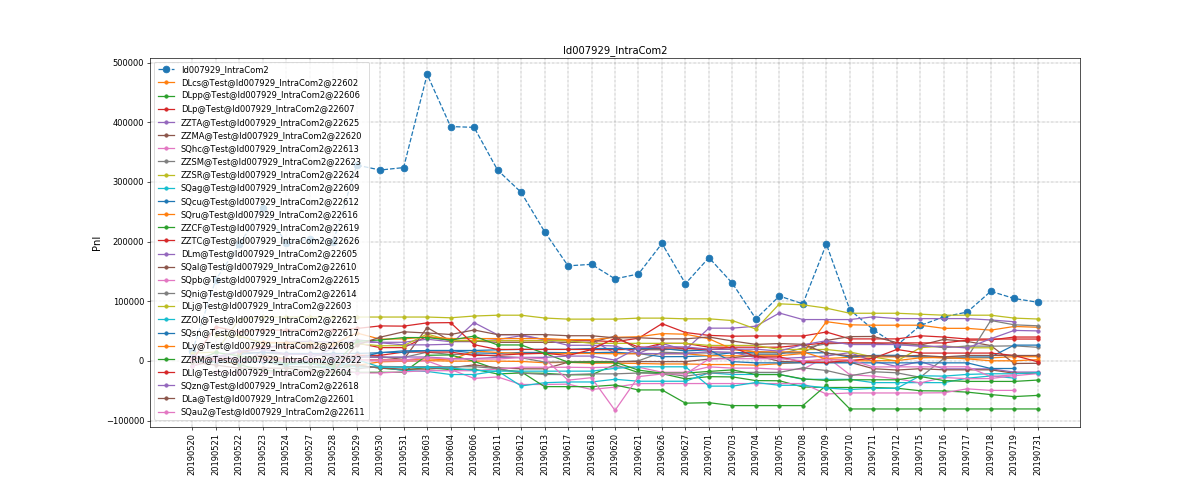 Id007929_IntraCom2
Pnl
500000
400000
300000
200000
100000
0
−100000
Id007929_IntraCom2
DLcs@Test@Id007929_IntraCom2@22602
DLpp@Test@Id007929_IntraCom2@22606
DLp@Test@Id007929_IntraCom2@22607
ZZTA@Test@Id007929_IntraCom2@22625
ZZMA@Test@Id007929_IntraCom2@22620
SQhc@Test@Id007929_IntraCom2@22613
ZZSM@Test@Id007929_IntraCom2@22623
ZZSR@Test@Id007929_IntraCom2@22624
SQag@Test@Id007929_IntraCom2@22609
SQcu@Test@Id007929_IntraCom2@22612
SQru@Test@Id007929_IntraCom2@22616
ZZCF@Test@Id007929_IntraCom2@22619
ZZTC@Test@Id007929_IntraCom2@22626
DLm@Test@Id007929_IntraCom2@22605
SQal@Test@Id007929_IntraCom2@22610
SQpb@Test@Id007929_IntraCom2@22615
SQni@Test@Id007929_IntraCom2@22614
DLj@Test@Id007929_IntraCom2@22603
ZZOI@Test@Id007929_IntraCom2@22621
SQsn@Test@Id007929_IntraCom2@22617
DLy@Test@Id007929_IntraCom2@22608
ZZRM@Test@Id007929_IntraCom2@22622
DLl@Test@Id007929_IntraCom2@22604
SQzn@Test@Id007929_IntraCom2@22618
DLa@Test@Id007929_IntraCom2@22601
SQau2@Test@Id007929_IntraCom2@22611
20190520
20190521
20190522
20190523
20190524
20190527
20190528
20190529
20190530
20190531
20190603
20190604
20190606
20190611
20190612
20190613
20190617
20190618
20190620
20190621
20190626
20190627
20190701
20190703
20190704
20190705
20190708
20190709
20190710
20190711
20190712
20190715
20190716
20190717
20190718
20190719
20190731